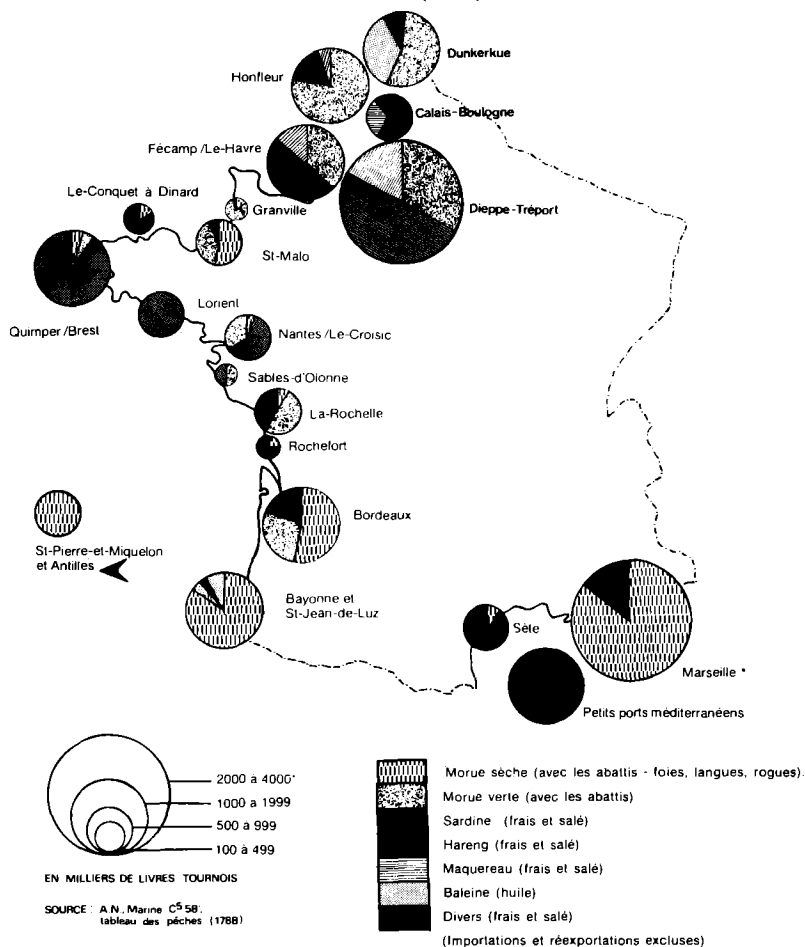 Honfleur
Dunkerkue
Calais-Boulogne
Fécamp /Le-Havre
Le-Conquet à Dinard
Granville
Dieppe-Tréport
St-Malo
Quimper /Brest
Lorient
Nantes /Le-Croisic
Sables-d'Olonne
La-Rochelle
Rochefort
Bordeaux
St-Pierre-et-Miquelon
et Antilles
Bayonne et
St-Jean-de-Luz
Sète
Marseille *
Petits ports méditerranéens
2000 à 4000*
1000 à 1999
500 à 999
100 à 499
EN MILLIERS DE LIVRES TOURNOIS
SOURCE : A.N., Marine C5 58,
tableau des pêches (1788)
Morue sèche (avec les abattis - foies, langues, rogues).
Morue verte (avec les abattis)
Sardine (frais et salé)
Hareng (frais et salé)
Maquereau (frais et salé)
Baleine (huile)
Divers (frais et salé)
(Importations et réexportations excluses)